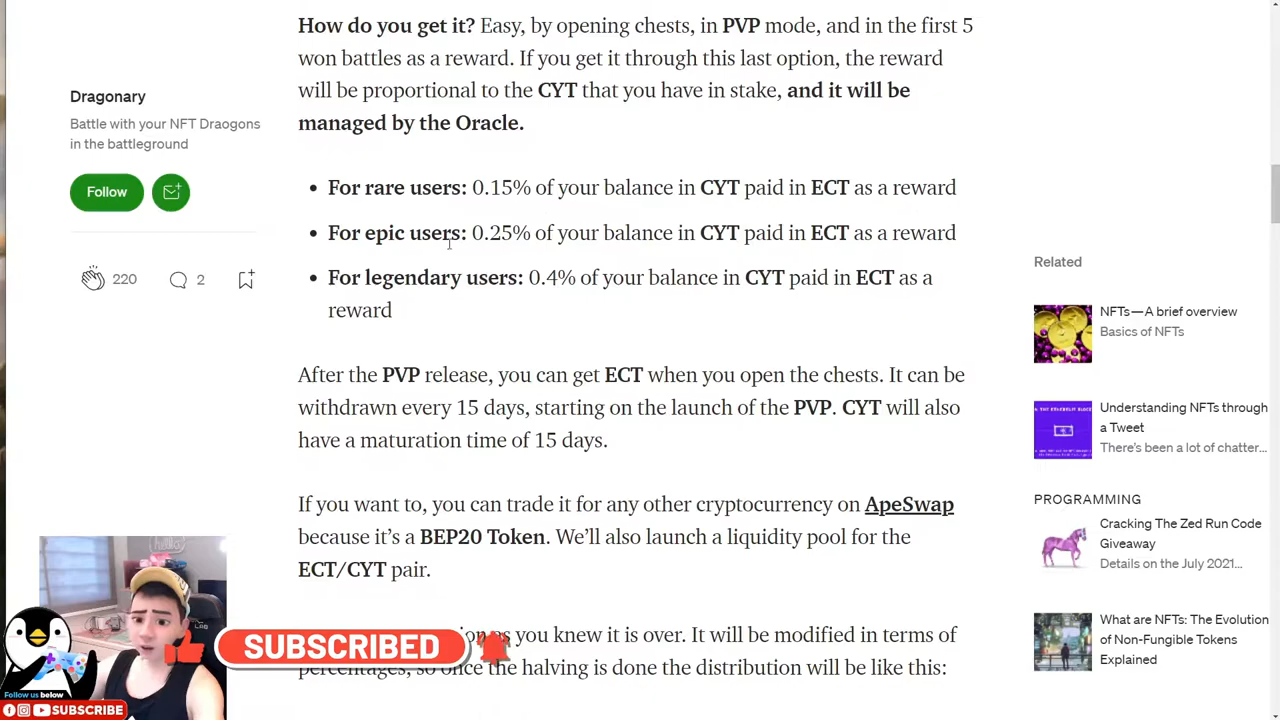 How do you get it? Easy, by opening chests, in PVP mode, and in the first 5
won battles as a reward. If you get it through this last option, the reward
will be proportional to the CYT that you have in stake, and it will be
managed by the Oracle.
Dragonary
Battle with your NFT Draogons
in the battleground
Follow
220
2
• For rare users: 0.15% of your balance in CYT paid in ECT as a reward
• For epic users: 0.25% of your balance in CYT paid in ECT as a reward
• For legendary users: 0.4% of your balance in CYT paid in ECT as a
reward
After the PVP release, you can get ECT when you open the chests. It can be
withdrawn every 15 days, starting on the launch of the PVP. CYT will also
have a maturation time of 15 days.
If you want to, you can trade it for any other cryptocurrency on ApeSwap
because it's a BEP20 Token. We'll also launch a liquidity pool for the
ECT/CYT pair.
you knew it is over. It will be modified in terms of
percentages, so once the halving is done the distribution will be like this:
Related
NFTs—A brief overview
Basics of NFTs
Understanding NFTs through
a Tweet
There's been a lot of chatter...
PROGRAMMING
Cracking The Zed Run Code
Giveaway
Details on the July 2021...
What are NFTs: The Evolution
of Non-Fungible Tokens
Explained
SUBSCRIBED
Follow us below
SUBSCRIBE